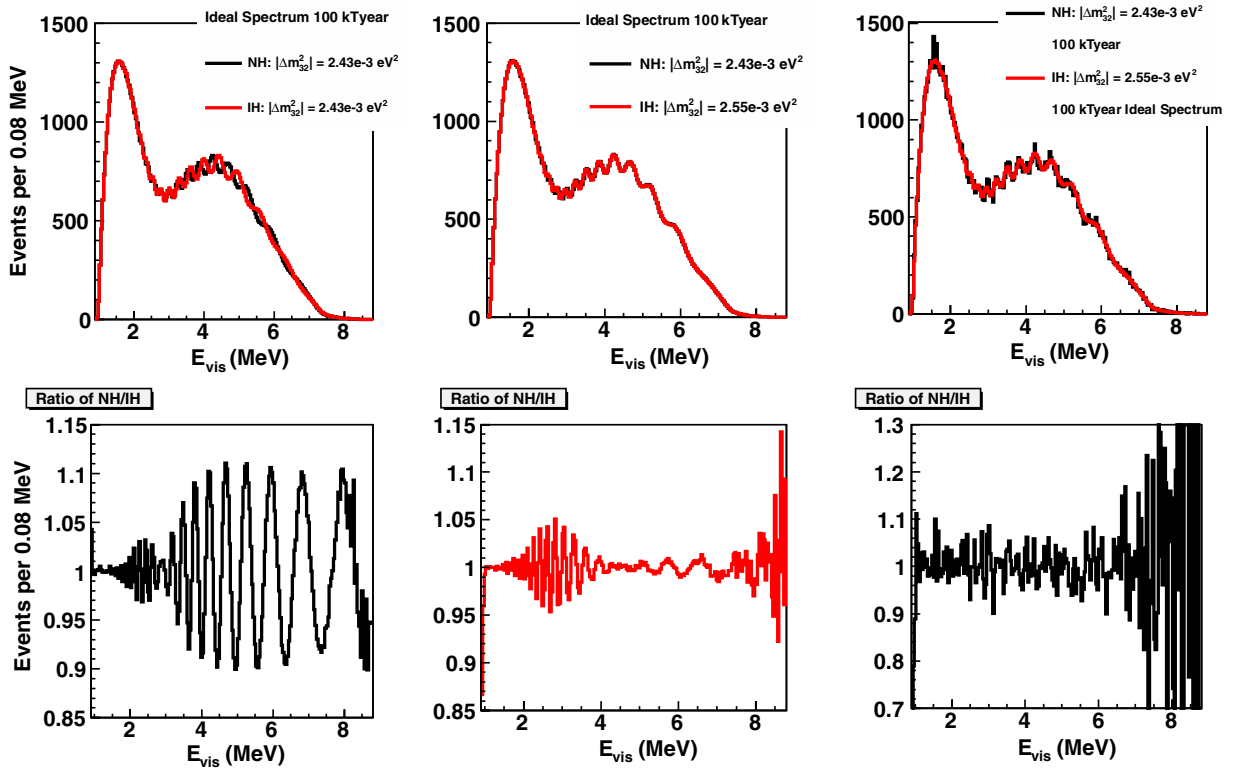 Ideal Spectrum 100 kTyear
NH: |Δm²₃₂| = 2.43e-3 eV²
IH: |Δm²₃₂| = 2.43e-3 eV²
Events per 0.08 MeV
1500
1000
500
0
2 4 6 8
E_vis (MeV)
Ideal Spectrum 100 kTyear
NH: |Δm²₃₂| = 2.43e-3 eV²
IH: |Δm²₃₂| = 2.55e-3 eV²
1500
1000
500
0
2 4 6 8
E_vis (MeV)
NH: |Δm²₃₂| = 2.43e-3 eV²
100 kTyear
IH: |Δm²₃₂| = 2.55e-3 eV²
100 kTyear Ideal Spectrum
1500
1000
500
0
2 4 6 8
E_vis (MeV)
Ratio of NH/IH
Events per 0.08 MeV
1.15
1.1
1.05
1
0.95
0.9
0.85
2 4 6 8
E_vis (MeV)
Ratio of NH/IH
1.15
1.1
1.05
1
0.95
0.9
0.85
2 4 6 8
E_vis (MeV)
Ratio of NH/IH
1.3
1.2
1.1
1
0.9
0.8
0.7
2 4 6 8
E_vis (MeV)